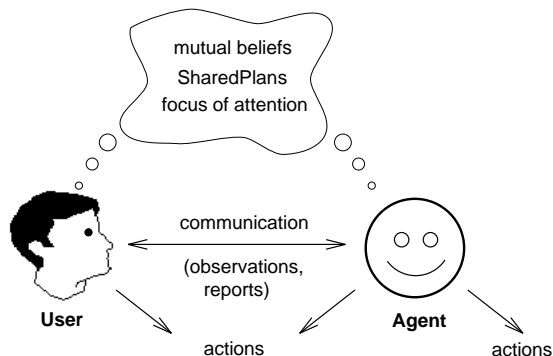 mutual beliefs
SharedPlans
focus of attention
communication
(observations,
reports)
User
Agent
actions
actions